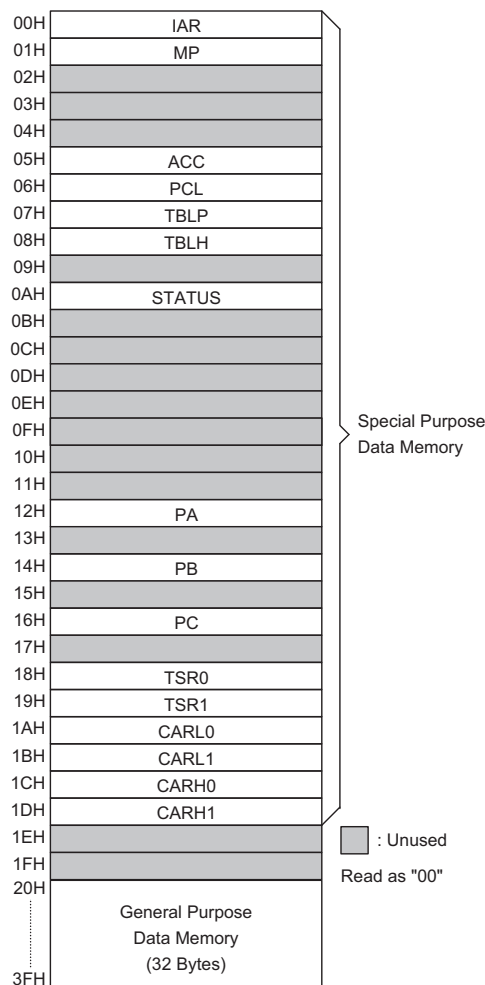 00H IAR
01H MP
02H
03H
04H
05H ACC
06H PCL
07H TBLP
08H TBLH
09H
0AH STATUS
0BH
0CH
0DH
0EH
0FH
10H
11H
12H PA
13H
14H PB
15H
16H PC
17H
18H TSR0
19H TSR1
1AH CARL0
1BH CARL1
1CH CARH0
1DH CARH1
1EH
1FH
20H
General Purpose
Data Memory
(32 Bytes)
3FH
Special Purpose
Data Memory
: Unused
Read as "00"